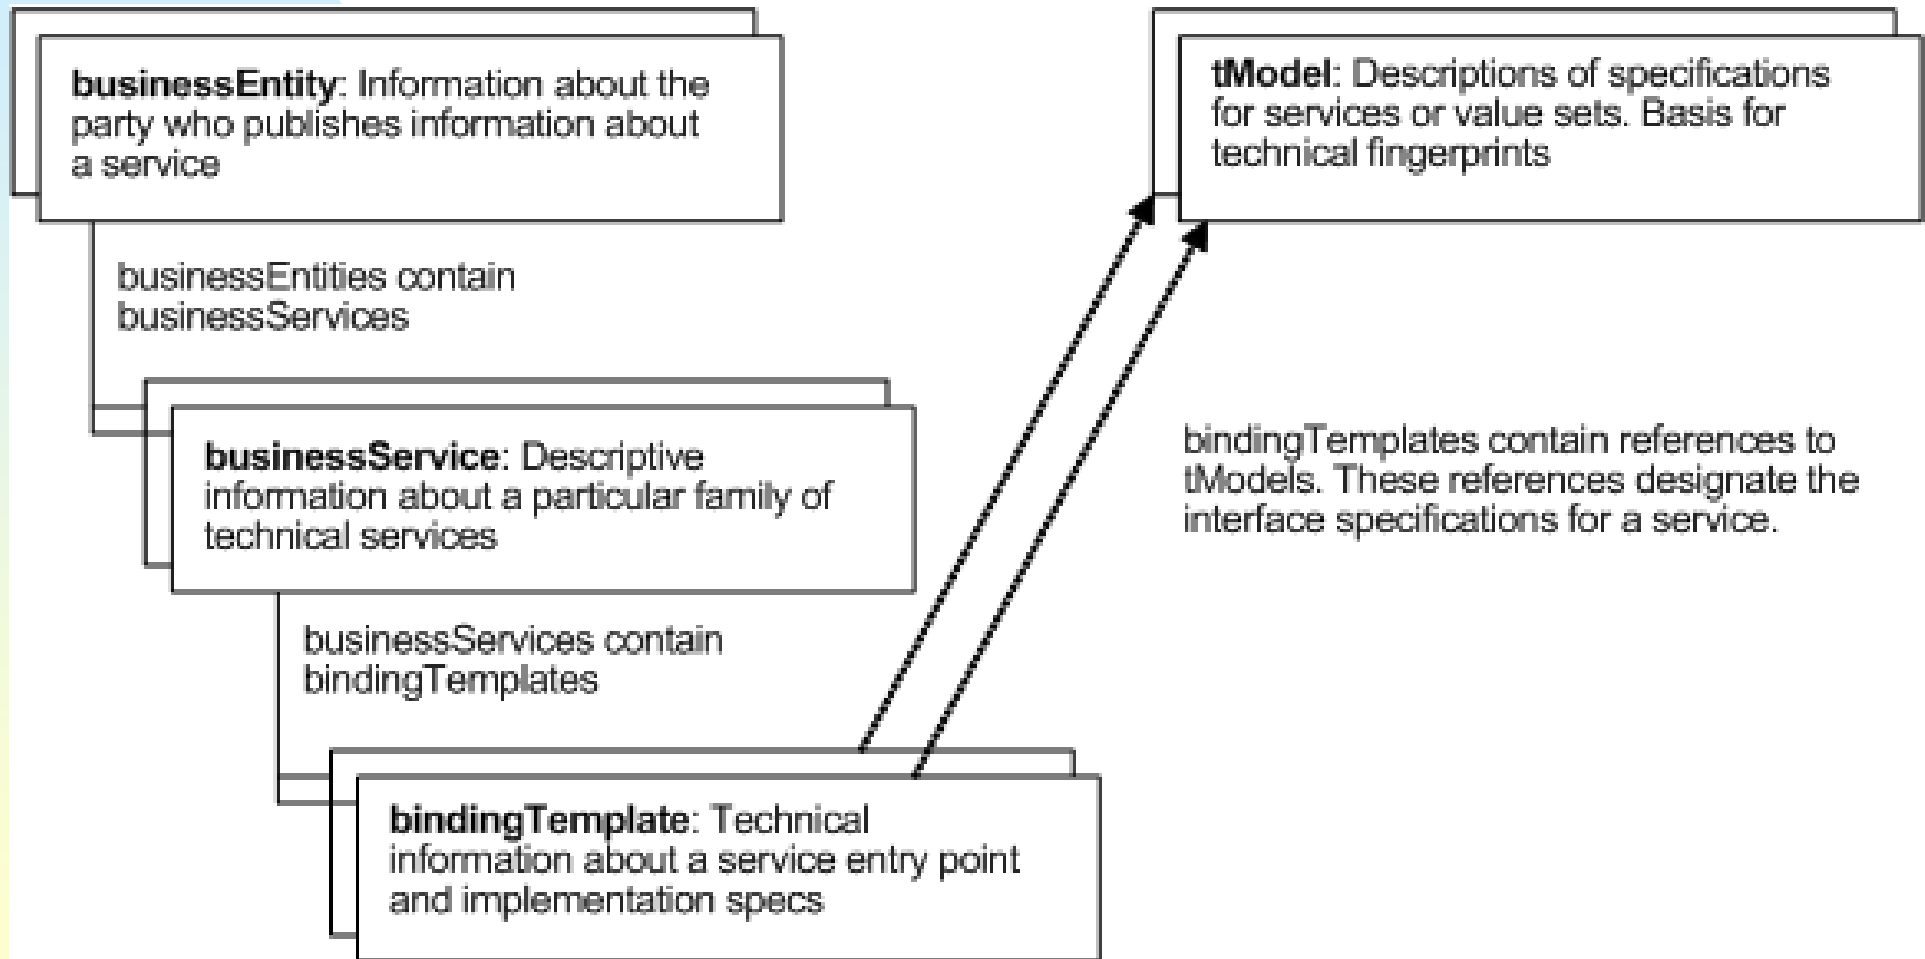 businessEntity: Information about the
party who publishes information about
a service
tModel: Descriptions of specifications
for services or value sets. Basis for
technical fingerprints
businessEntities contain
businessServices
businessService: Descriptive
information about a particular family of
technical services
bindingTemplates contain references to
tModels. These references designate the
interface specifications for a service.
businessServices contain
bindingTemplates
bindingTemplate: Technical
information about a service entry point
and implementation specs